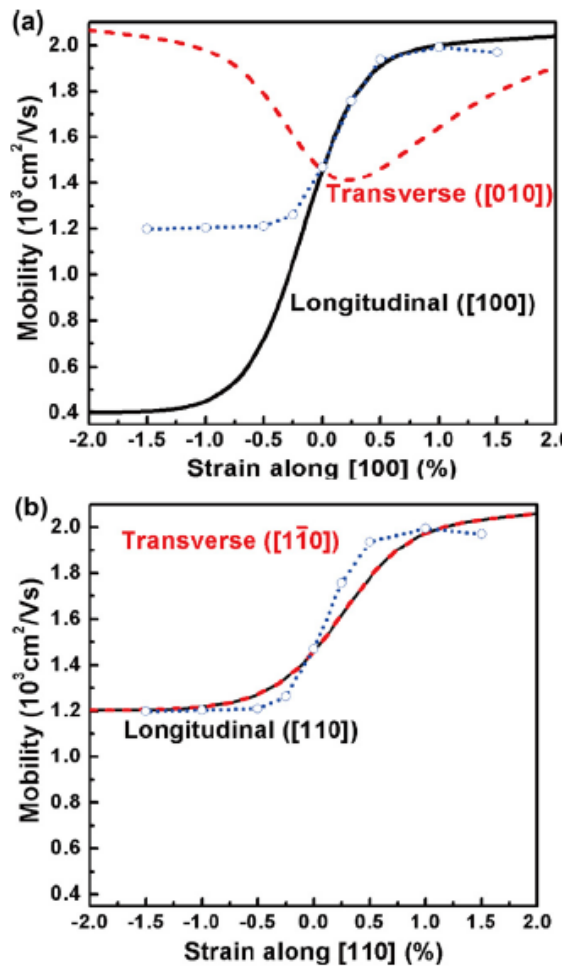 (a)
2.0
1.8
1.6
1.4
1.2
1.0
0.8
0.6
0.4
Mobility (10³cm²/Vs)
Transverse ([010])
Longitudinal ([100])
-2.0 -1.5 -1.0 -0.5 0.0 0.5 1.0 1.5 2.0
Strain along [100] (%)
(b)
2.0
1.8
1.6
1.4
1.2
1.0
0.8
0.6
0.4
Mobility (10³cm²/Vs)
Transverse ([11̄0])
Longitudinal ([110])
-2.0 -1.5 -1.0 -0.5 0.0 0.5 1.0 1.5 2.0
Strain along [110] (%)